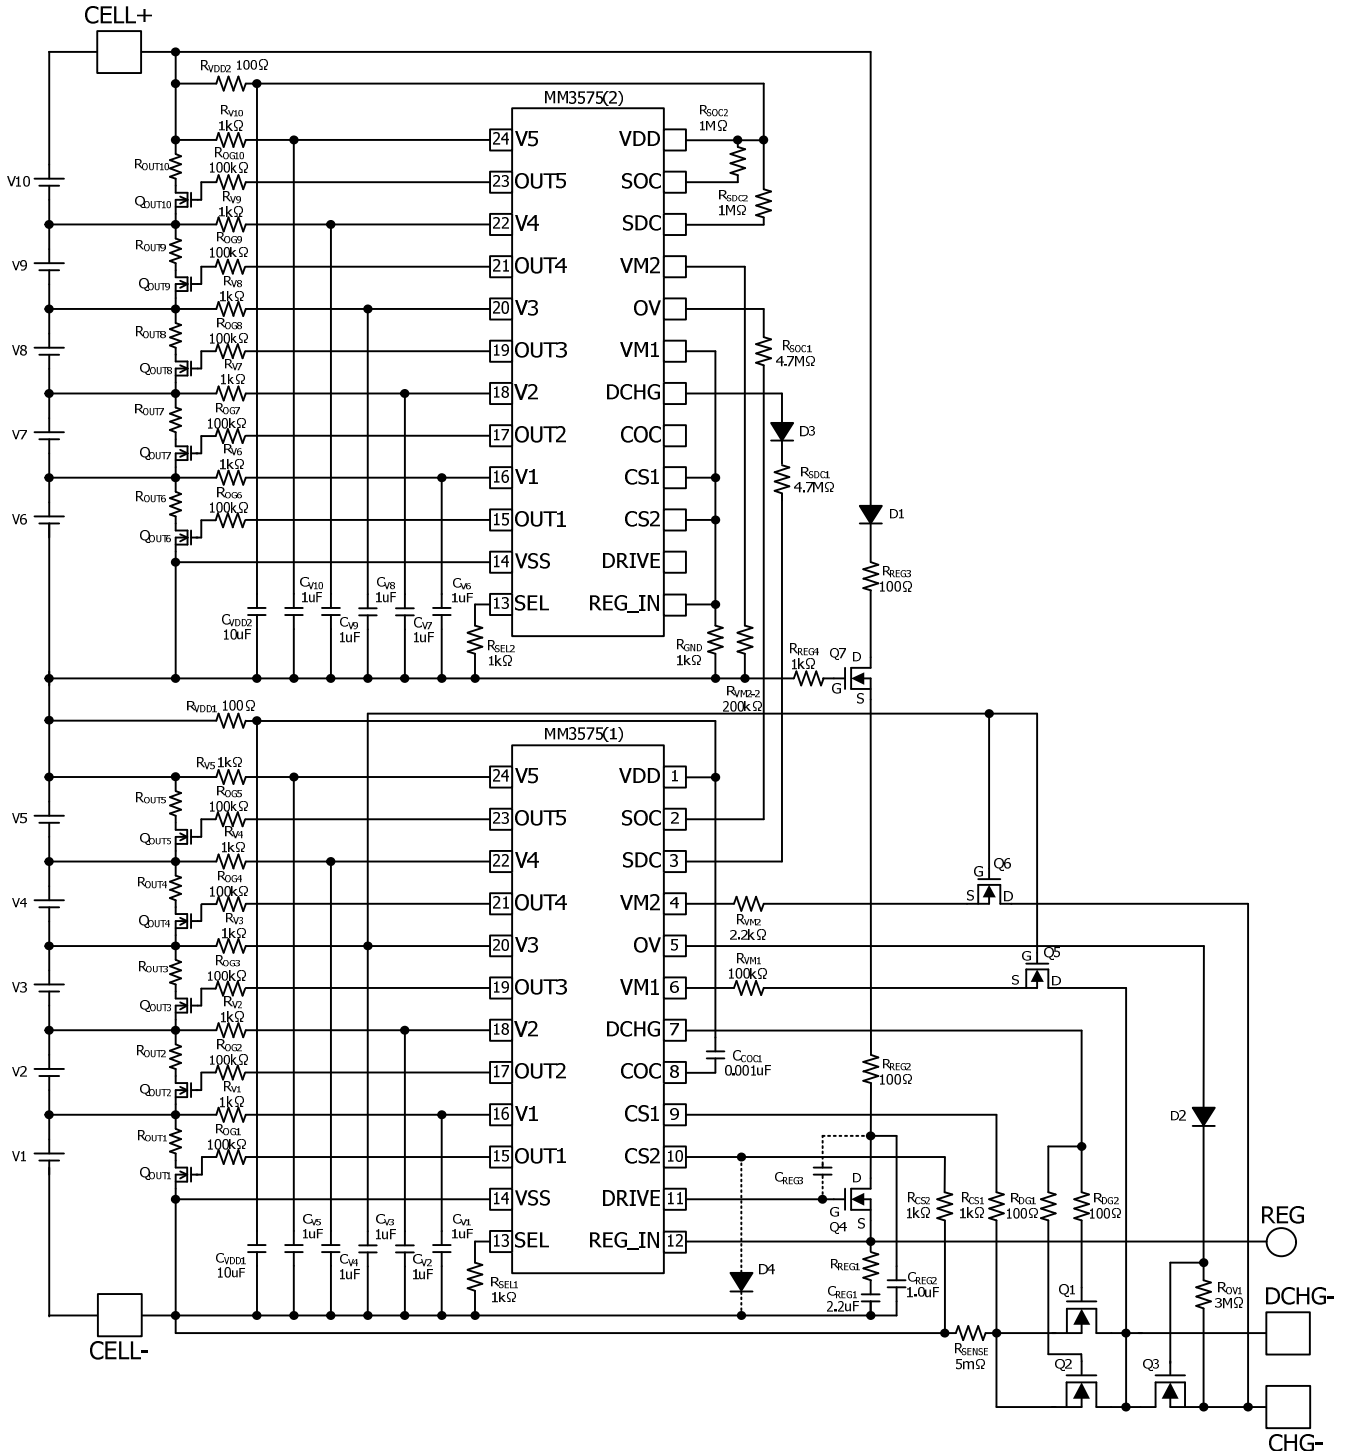 CELL+
RVDD2 100Ω
MM3575(2)
RV10
1kΩ
RSOC2
1MΩ
24 V5 VDD
ROUT10
ROG10
100kΩ
V10
23 OUT5 SOC
QOUT10
RV9
1kΩ
RSDC2
1MΩ
22 V4 SDC
ROUT9
ROG9
100kΩ
V9
21 OUT4 VM2
QOUT9
RV8
1kΩ
20 V3 OV
ROUT8
ROG8
100kΩ
RSOC1
4.7MΩ
V8
19 OUT3 VM1
QOUT8
RV7
1kΩ
18 V2 DCHG
ROUT7
ROG7
100kΩ
D3
V7
17 OUT2 COC
QOUT7
RV6
1kΩ
RSDC1
4.7MΩ
16 V1 CS1
ROUT6
ROG6
100kΩ
V6
15 OUT1 CS2
D1
QOUT6
14 VSS DRIVE
RREG3
100Ω
CV10
1uF
CV8
1uF
CV6
1uF
13 SEL REG_IN
CVDD2
10uF
CV9
1uF
CV7
1uF
RSEL2
1kΩ
RGND
1kΩ
RREG4
1kΩ
Q7 D
G
S
RVM2-2
200kΩ
RVDD1 100Ω
MM3575(1)
RV5 1kΩ
24 V5 VDD 1
ROUT5
ROG5
100kΩ
V5
23 OUT5 SOC 2
QOUT5
RV4
1kΩ
22 V4 SDC 3
G Q6
S D
ROUT4
ROG4
100kΩ
V4
21 OUT4 VM2 4
RVM2
2.2kΩ
QOUT4
RV3
1kΩ
20 V3 OV 5
G Q5
S D
ROUT3
ROG3
100kΩ
RVM1
100kΩ
V3
19 OUT3 VM1 6
QOUT3
RV2
1kΩ
18 V2 DCHG 7
ROUT2
ROG2
100kΩ
CCOC1
0.001uF
RREG2
100Ω
V2
17 OUT2 COC 8
QOUT2
RV1
1kΩ
16 V1 CS1 9
D2
ROUT1
ROG1
100kΩ
V1
15 OUT1 CS2 10
QOUT1
CREG3
D
14 VSS DRIVE 11
G
Q4
S
RCS2
1kΩ
RCS1
1kΩ
RDG1
100Ω
RDG2
100Ω
REG
CV5
1uF
CV3
1uF
CV1
1uF
13 SEL REG_IN 12
CVDD1
10uF
CV4
1uF
CV2
1uF
RSEL1
1kΩ
D4
RREG1
CREG1
2.2uF
CREG2
1.0uF
ROV1
3MΩ
Q1
DCHG-
CELL-
RSENSE
5mΩ
Q2
Q3
CHG-